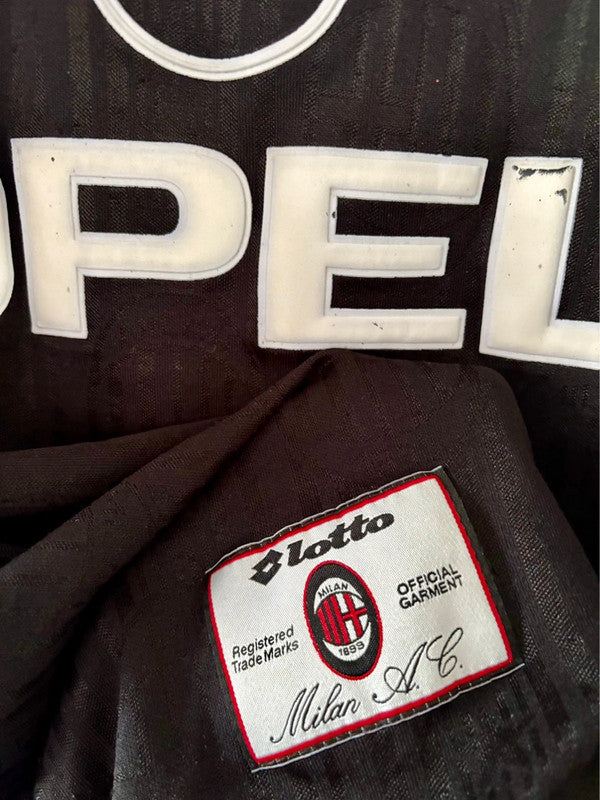 OPEL
lotto
MILAN
1899
OFFICIAL
GARMENT
Registered
Trade Marks
Milan A.C.